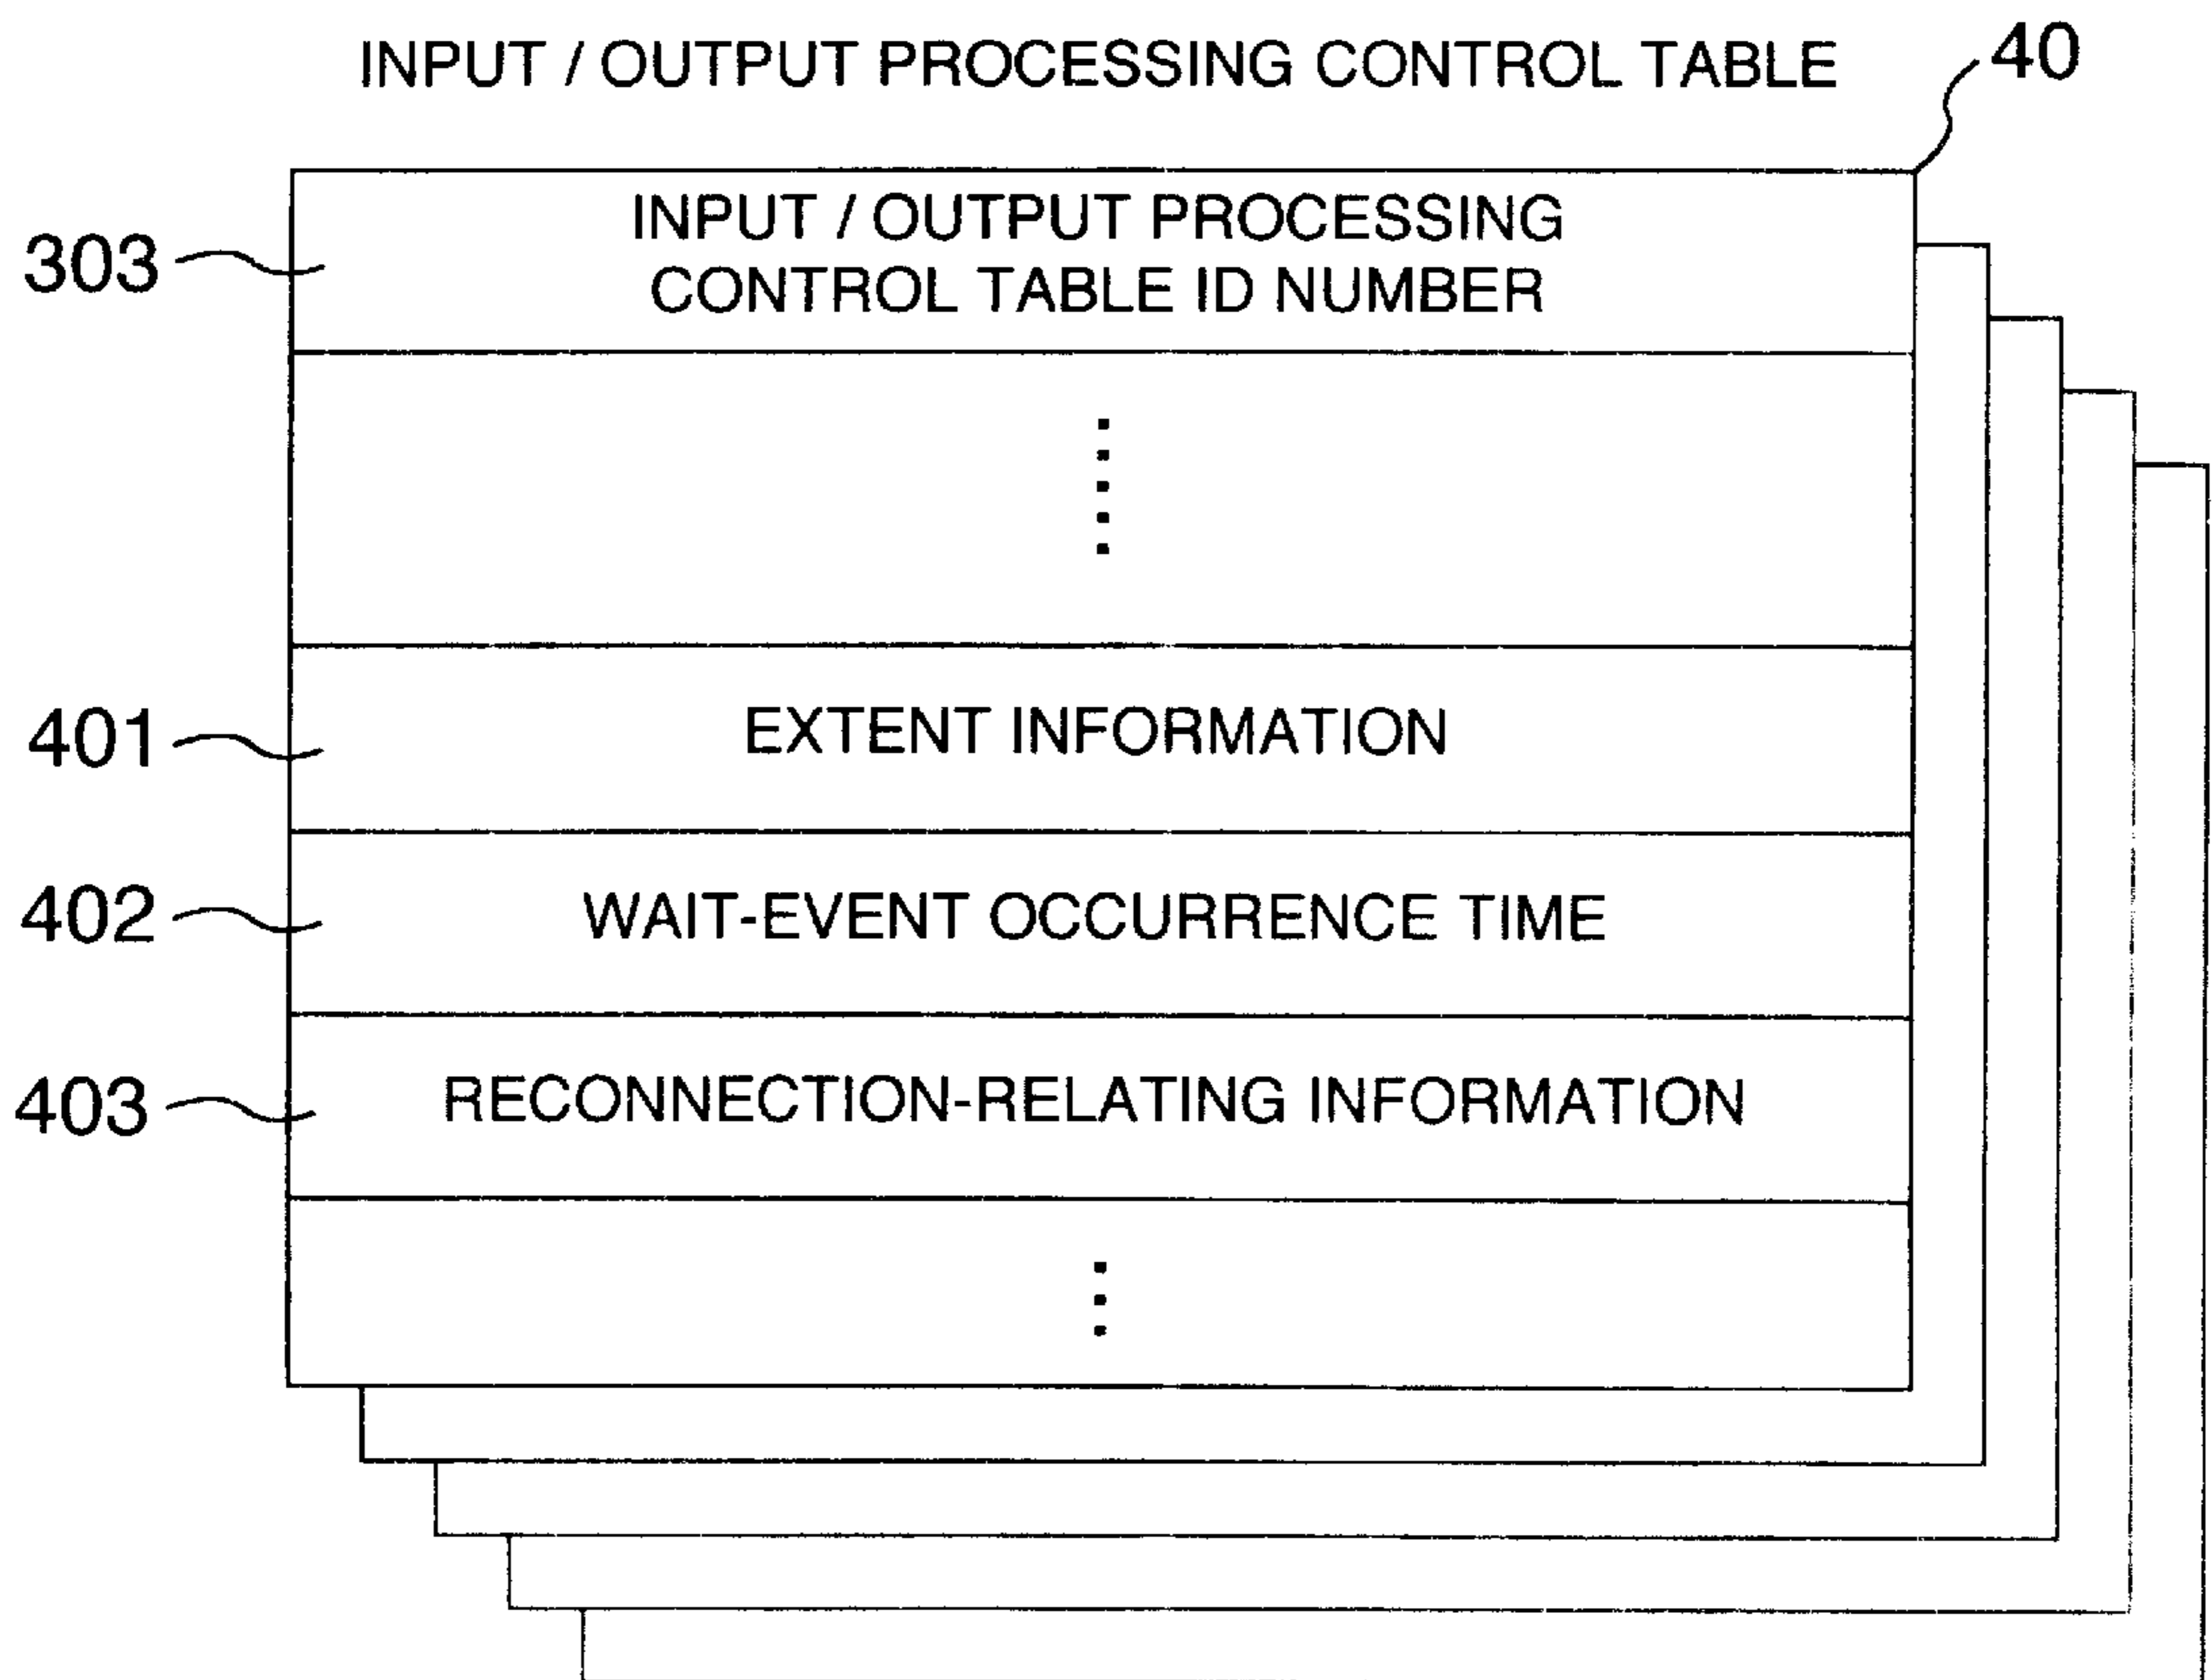 INPUT / OUTPUT PROCESSING CONTROL TABLE
40
303
INPUT / OUTPUT PROCESSING
CONTROL TABLE ID NUMBER
401
EXTENT INFORMATION
402
WAIT-EVENT OCCURRENCE TIME
403
RECONNECTION-RELATING INFORMATION